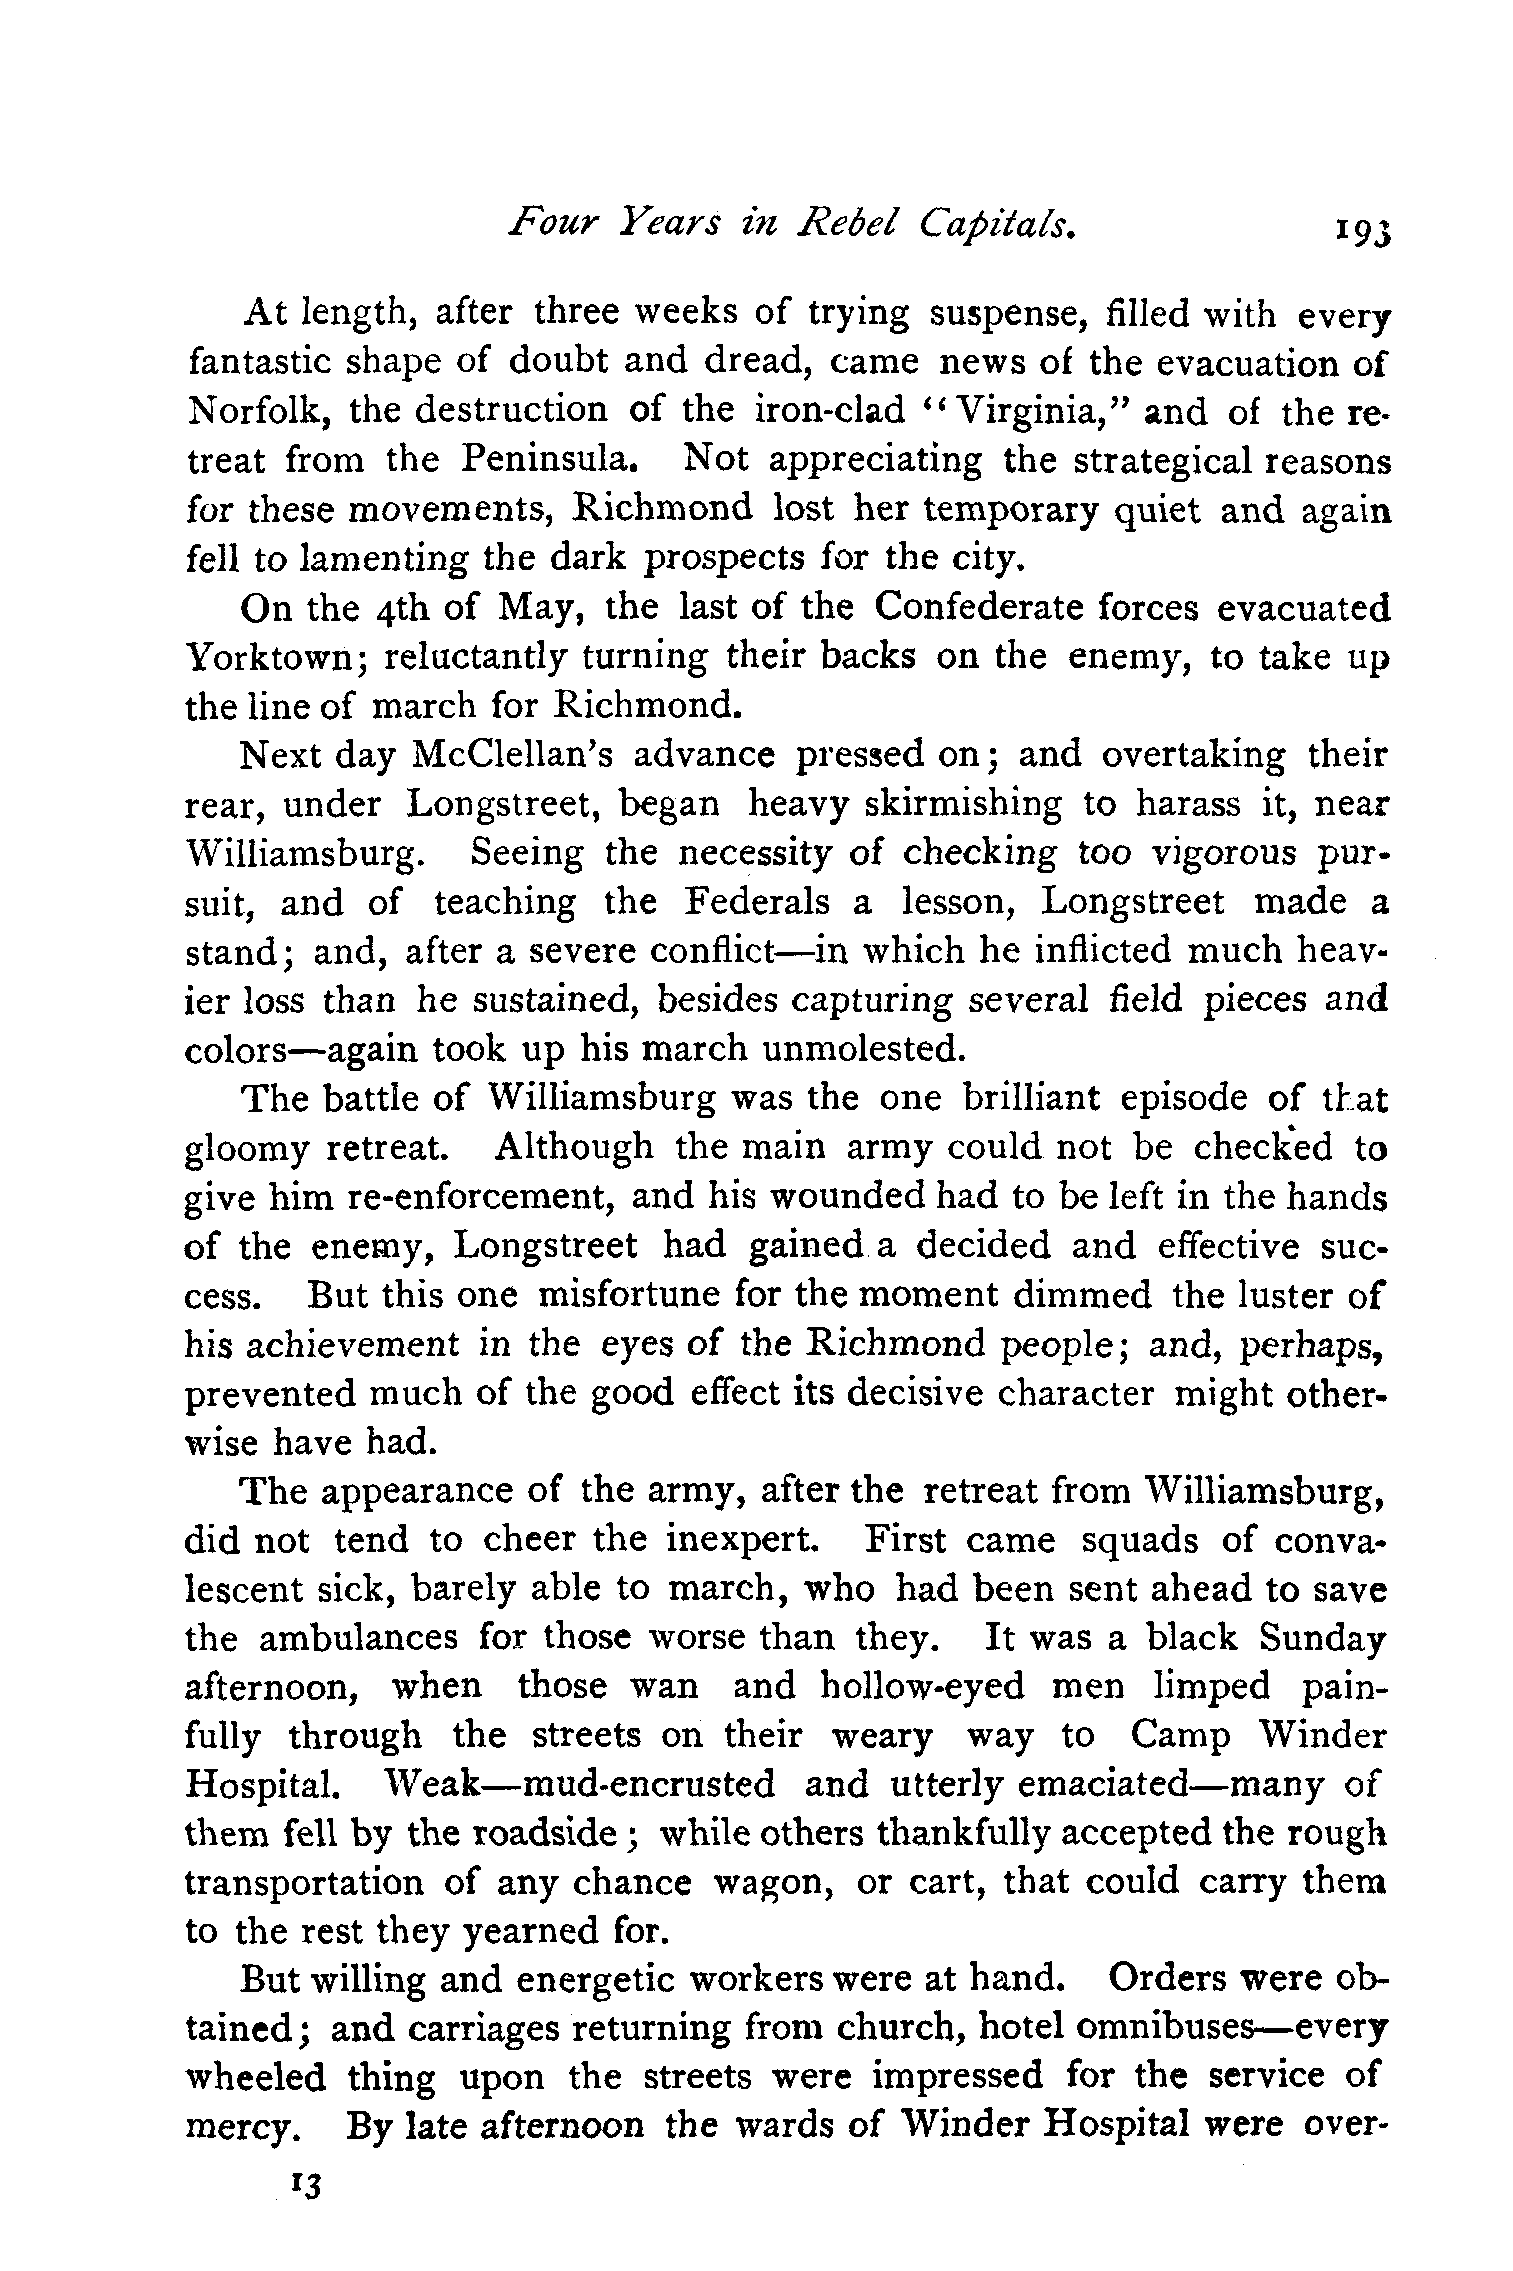 Four Years in Rebel Capitals. 193
At length, after three weeks of trying suspense, filled with every
fantastic shape of doubt and dread, came news of the evacuation of
Norfolk, the destruction of the iron-clad “Virginia,” and of the re-
treat from the Peninsula. Not appreciating the strategical reasons
for these movements, Richmond lost her temporary quiet and again
fell to lamenting the dark prospects for the city.
On the 4th of May, the last of the Confederate forces evacuated
Yorktown; reluctantly turning their backs on the enemy, to take up
the line of march for Richmond.
Next day McClellan’s advance pressed on; and overtaking their
rear, under Longstreet, began heavy skirmishing to harass it, near
Williamsburg. Seeing the necessity of checking too vigorous pur-
suit, and of teaching the Federals a lesson, Longstreet made a
stand; and, after a severe conflict—in which he inflicted much heav-
ier loss than he sustained, besides capturing several field pieces and
colors—again took up his march unmolested.
The battle of Williamsburg was the one brilliant episode of that
gloomy retreat. Although the main army could not be checked to
give him re-enforcement, and his wounded had to be left in the hands
of the enemy, Longstreet had gained a decided and effective suc-
cess. But this one misfortune for the moment dimmed the luster of
his achievement in the eyes of the Richmond people; and, perhaps,
prevented much of the good effect its decisive character might other-
wise have had.
The appearance of the army, after the retreat from Williamsburg,
did not tend to cheer the inexpert. First came squads of conva-
lescent sick, barely able to march, who had been sent ahead to save
the ambulances for those worse than they. It was a black Sunday
afternoon, when those wan and hollow-eyed men limped pain-
fully through the streets on their weary way to Camp Winder
Hospital. Weak—mud-encrusted and utterly emaciated—many of
them fell by the roadside; while others thankfully accepted the rough
transportation of any chance wagon, or cart, that could carry them
to the rest they yearned for.
But willing and energetic workers were at hand. Orders were ob-
tained; and carriages returning from church, hotel omnibuses—every
wheeled thing upon the streets were impressed for the service of
mercy. By late afternoon the wards of Winder Hospital were over-
13